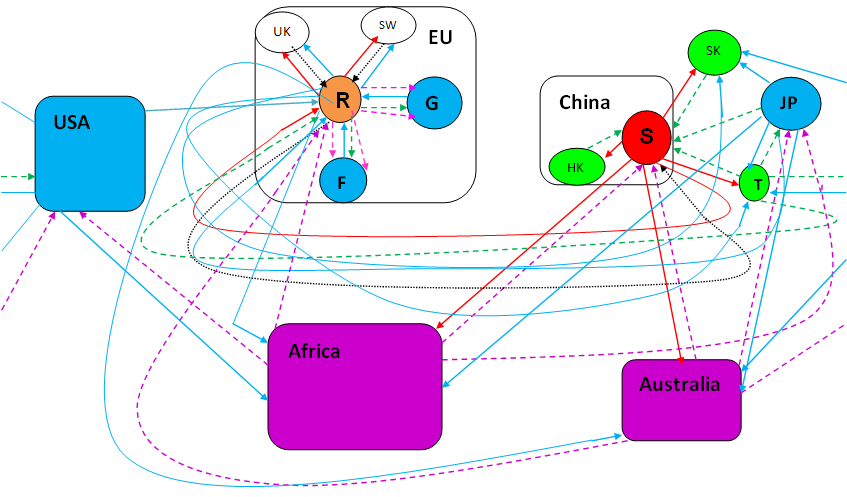 UK
SW
EU
SK
USA
R
G
China
JP
S
HK
F
T
Africa
Australia